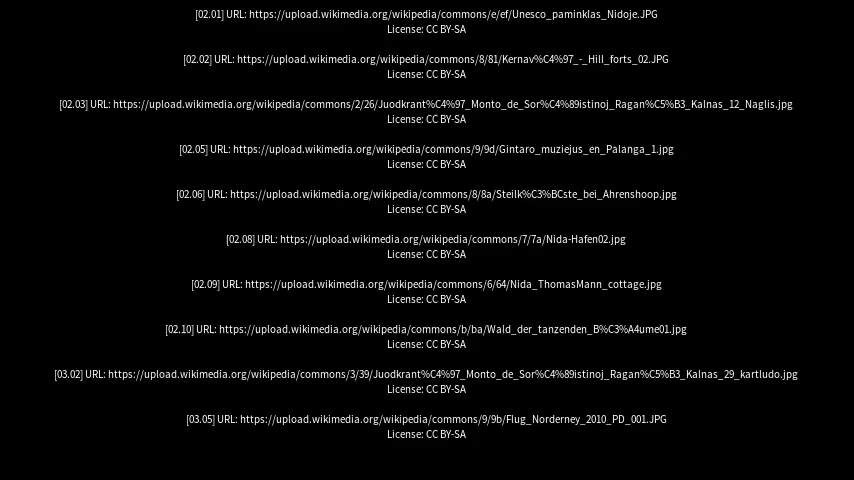 [02.01] URL: https://upload.wikimedia.org/wikipedia/commons/e/ef/Unesco_paminklas_Nidoje.JPG
License: CC BY-SA
[02.02] URL: https://upload.wikimedia.org/wikipedia/commons/8/81/Kernav%C4%97_-_Hill_forts_02.JPG
License: CC BY-SA
[02.03] URL: https://upload.wikimedia.org/wikipedia/commons/2/26/Juodkrant%C4%97_Monto_de_Sor%C4%89istinoj_Ragan%C5%B3_Kalnas_12_Naglis.jpg
License: CC BY-SA
[02.05] URL: https://upload.wikimedia.org/wikipedia/commons/9/9d/Gintaro_muziejus_en_Palanga_1.jpg
License: CC BY-SA
[02.06] URL: https://upload.wikimedia.org/wikipedia/commons/8/8a/Steilk%C3%BCste_bei_Ahrenshoop.jpg
License: CC BY-SA
[02.08] URL: https://upload.wikimedia.org/wikipedia/commons/7/7a/Nida-Hafen02.jpg
License: CC BY-SA
[02.09] URL: https://upload.wikimedia.org/wikipedia/commons/6/64/Nida_ThomasMann_cottage.jpg
License: CC BY-SA
[02.10] URL: https://upload.wikimedia.org/wikipedia/commons/b/ba/Wald_der_tanzenden_B%C3%A4ume01.jpg
License: CC BY-SA
[03.02] URL: https://upload.wikimedia.org/wikipedia/commons/3/39/Juodkrant%C4%97_Monto_de_Sor%C4%89istinoj_Ragan%C5%B3_Kalnas_29_kartludo.jpg
License: CC BY-SA
[03.05] URL: https://upload.wikimedia.org/wikipedia/commons/9/9b/Flug_Norderney_2010_PD_001.JPG
License: CC BY-SA